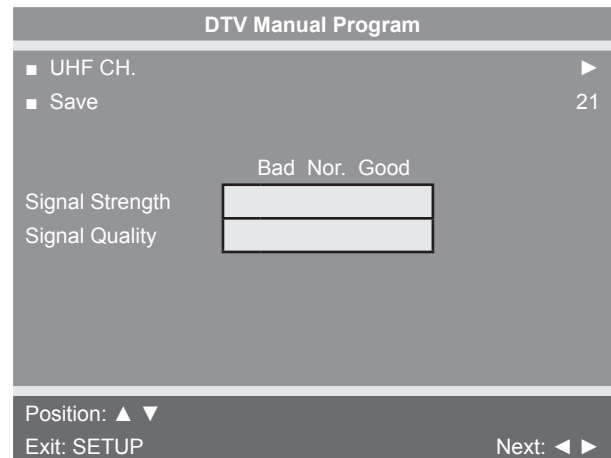 DTV Manual Program
■ UHF CH. ►
■ Save 21
Bad Nor. Good
Signal Strength
Signal Quality
Position: ▲ ▼
Exit: SETUP Next: ◄ ►